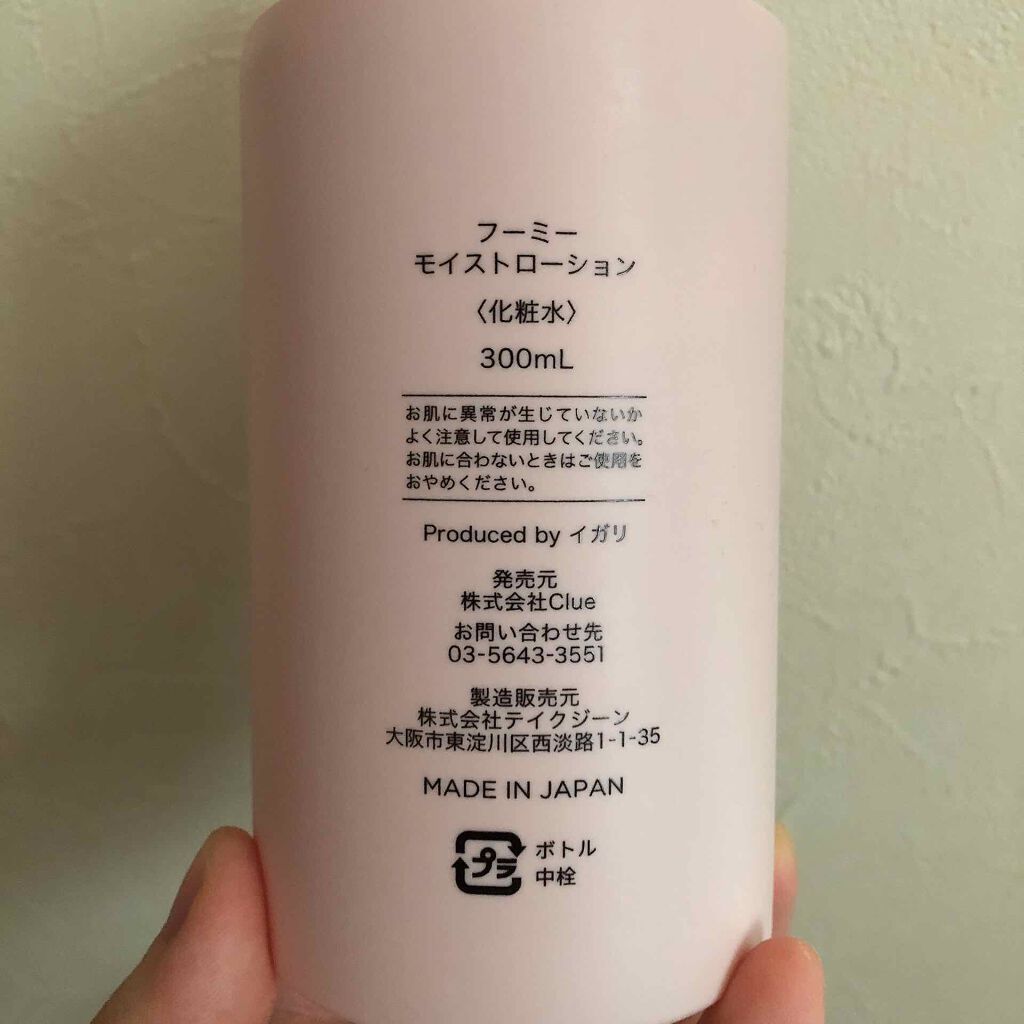 フーミー
モイストローション
〈化粧水〉
300mL
お肌に異常が生じていないか
よく注意して使用してください。
お肌に合わないときはご使用を
おやめください。
Produced by イガリ
発売元
株式会社Clue
お問い合わせ先
03-5643-3551
製造販売元
株式会社テイクジーン
大阪市東淀川区西淡路1-1-35
MADE IN JAPAN
プラ ボトル
中栓